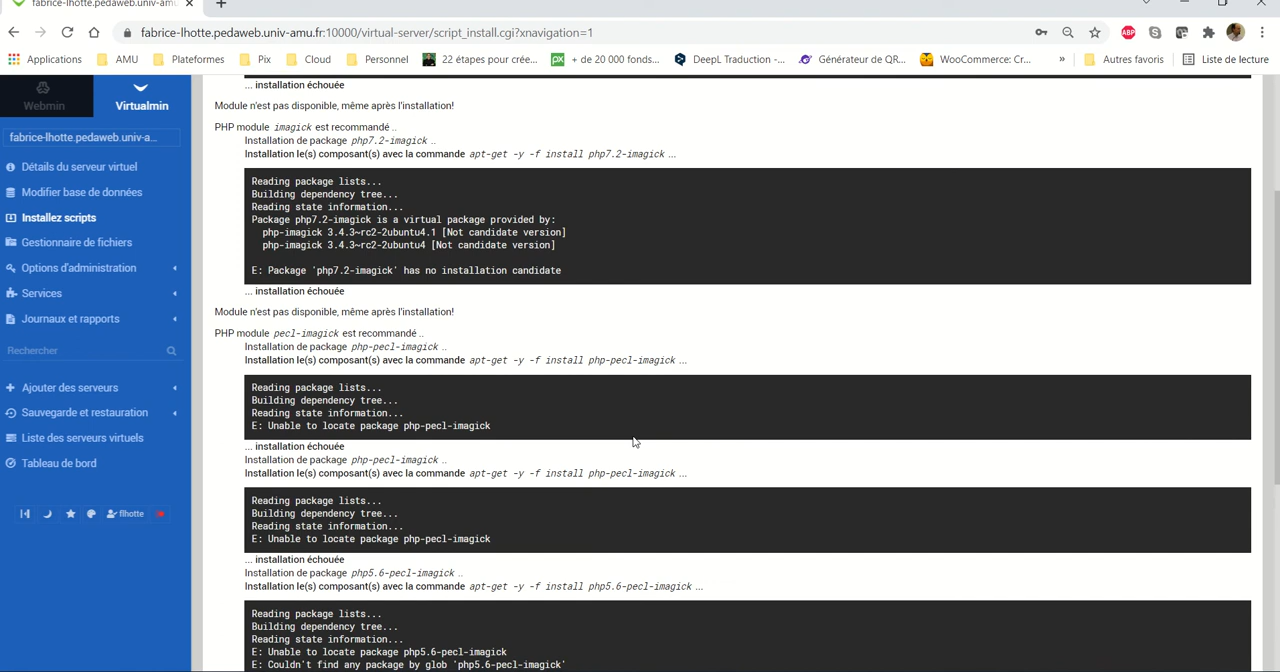 fabrice-lhotte.pedaweb.univ-amu
fabrice-lhotte.pedaweb.univ-amu.fr:10000/virtual-server/script_install.cgi?xnavigation=1
Applications
AMU
Plateformes
Pix
Cloud
Personnel
22 étapes pour crée...
+ de 20 000 fonds...
DeepL Traduction -...
Générateur de QR...
WooCommerce: Cr...
»
Autres favoris
Liste de lecture
Webmin
Virtualmin
fabrice-lhotte.pedaweb.univ-a...
Détails du serveur virtuel
Modifier base de données
Installez scripts
Gestionnaire de fichiers
Options d'administration
Services
Journaux et rapports
Rechercher
Ajouter des serveurs
Sauvegarde et restauration
Liste des serveurs virtuels
Tableau de bord
flhotte
... installation échouée
Module n'est pas disponible, même après l'installation!
PHP module imagick est recommandé ..
Installation de package php7.2-imagick ..
Installation le(s) composant(s) avec la commande apt-get -y -f install php7.2-imagick ...
Reading package lists...
Building dependency tree...
Reading state information...
Package php7.2-imagick is a virtual package provided by:
php-imagick 3.4.3~rc2-2ubuntu4.1 [Not candidate version]
php-imagick 3.4.3~rc2-2ubuntu4 [Not candidate version]
E: Package 'php7.2-imagick' has no installation candidate
... installation échouée
Module n'est pas disponible, même après l'installation!
PHP module pecl-imagick est recommandé ..
Installation de package php-pecl-imagick ..
Installation le(s) composant(s) avec la commande apt-get -y -f install php-pecl-imagick ...
Reading package lists...
Building dependency tree...
Reading state information...
E: Unable to locate package php-pecl-imagick
... installation échouée
Installation de package php-pecl-imagick ..
Installation le(s) composant(s) avec la commande apt-get -y -f install php-pecl-imagick ...
Reading package lists...
Building dependency tree...
Reading state information...
E: Unable to locate package php-pecl-imagick
... installation échouée
Installation de package php5.6-pecl-imagick ..
Installation le(s) composant(s) avec la commande apt-get -y -f install php5.6-pecl-imagick ...
Reading package lists...
Building dependency tree...
Reading state information...
E: Unable to locate package php5.6-pecl-imagick
E: Couldn't find any package by glob 'php5.6-pecl-imagick'